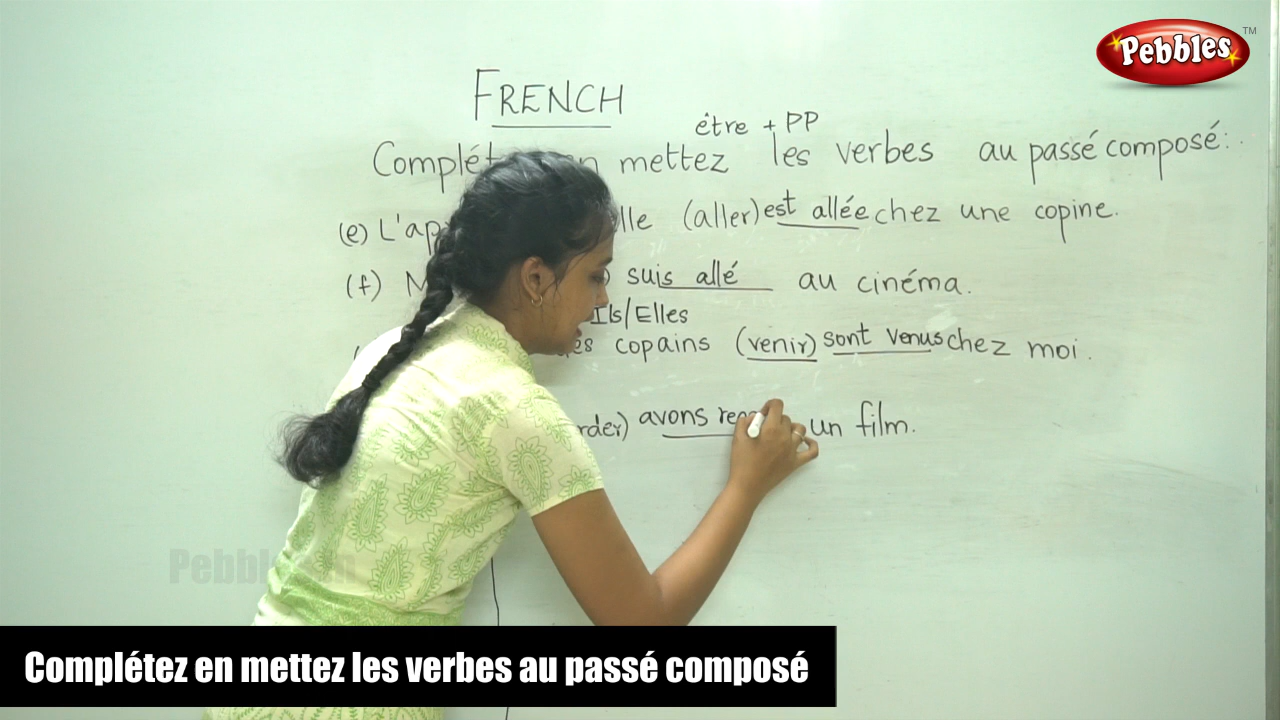 Pebbles TM
FRENCH
être + PP
Complét en mettez les verbes au passé composé:
(e) L'ap lle (aller) est allée chez une copine.
(f) suis allé au cinéma.
Ils/Elles
copains (venir) sont venus chez moi.
rder) avons rega un film.
Complétez en mettez les verbes au passé composé